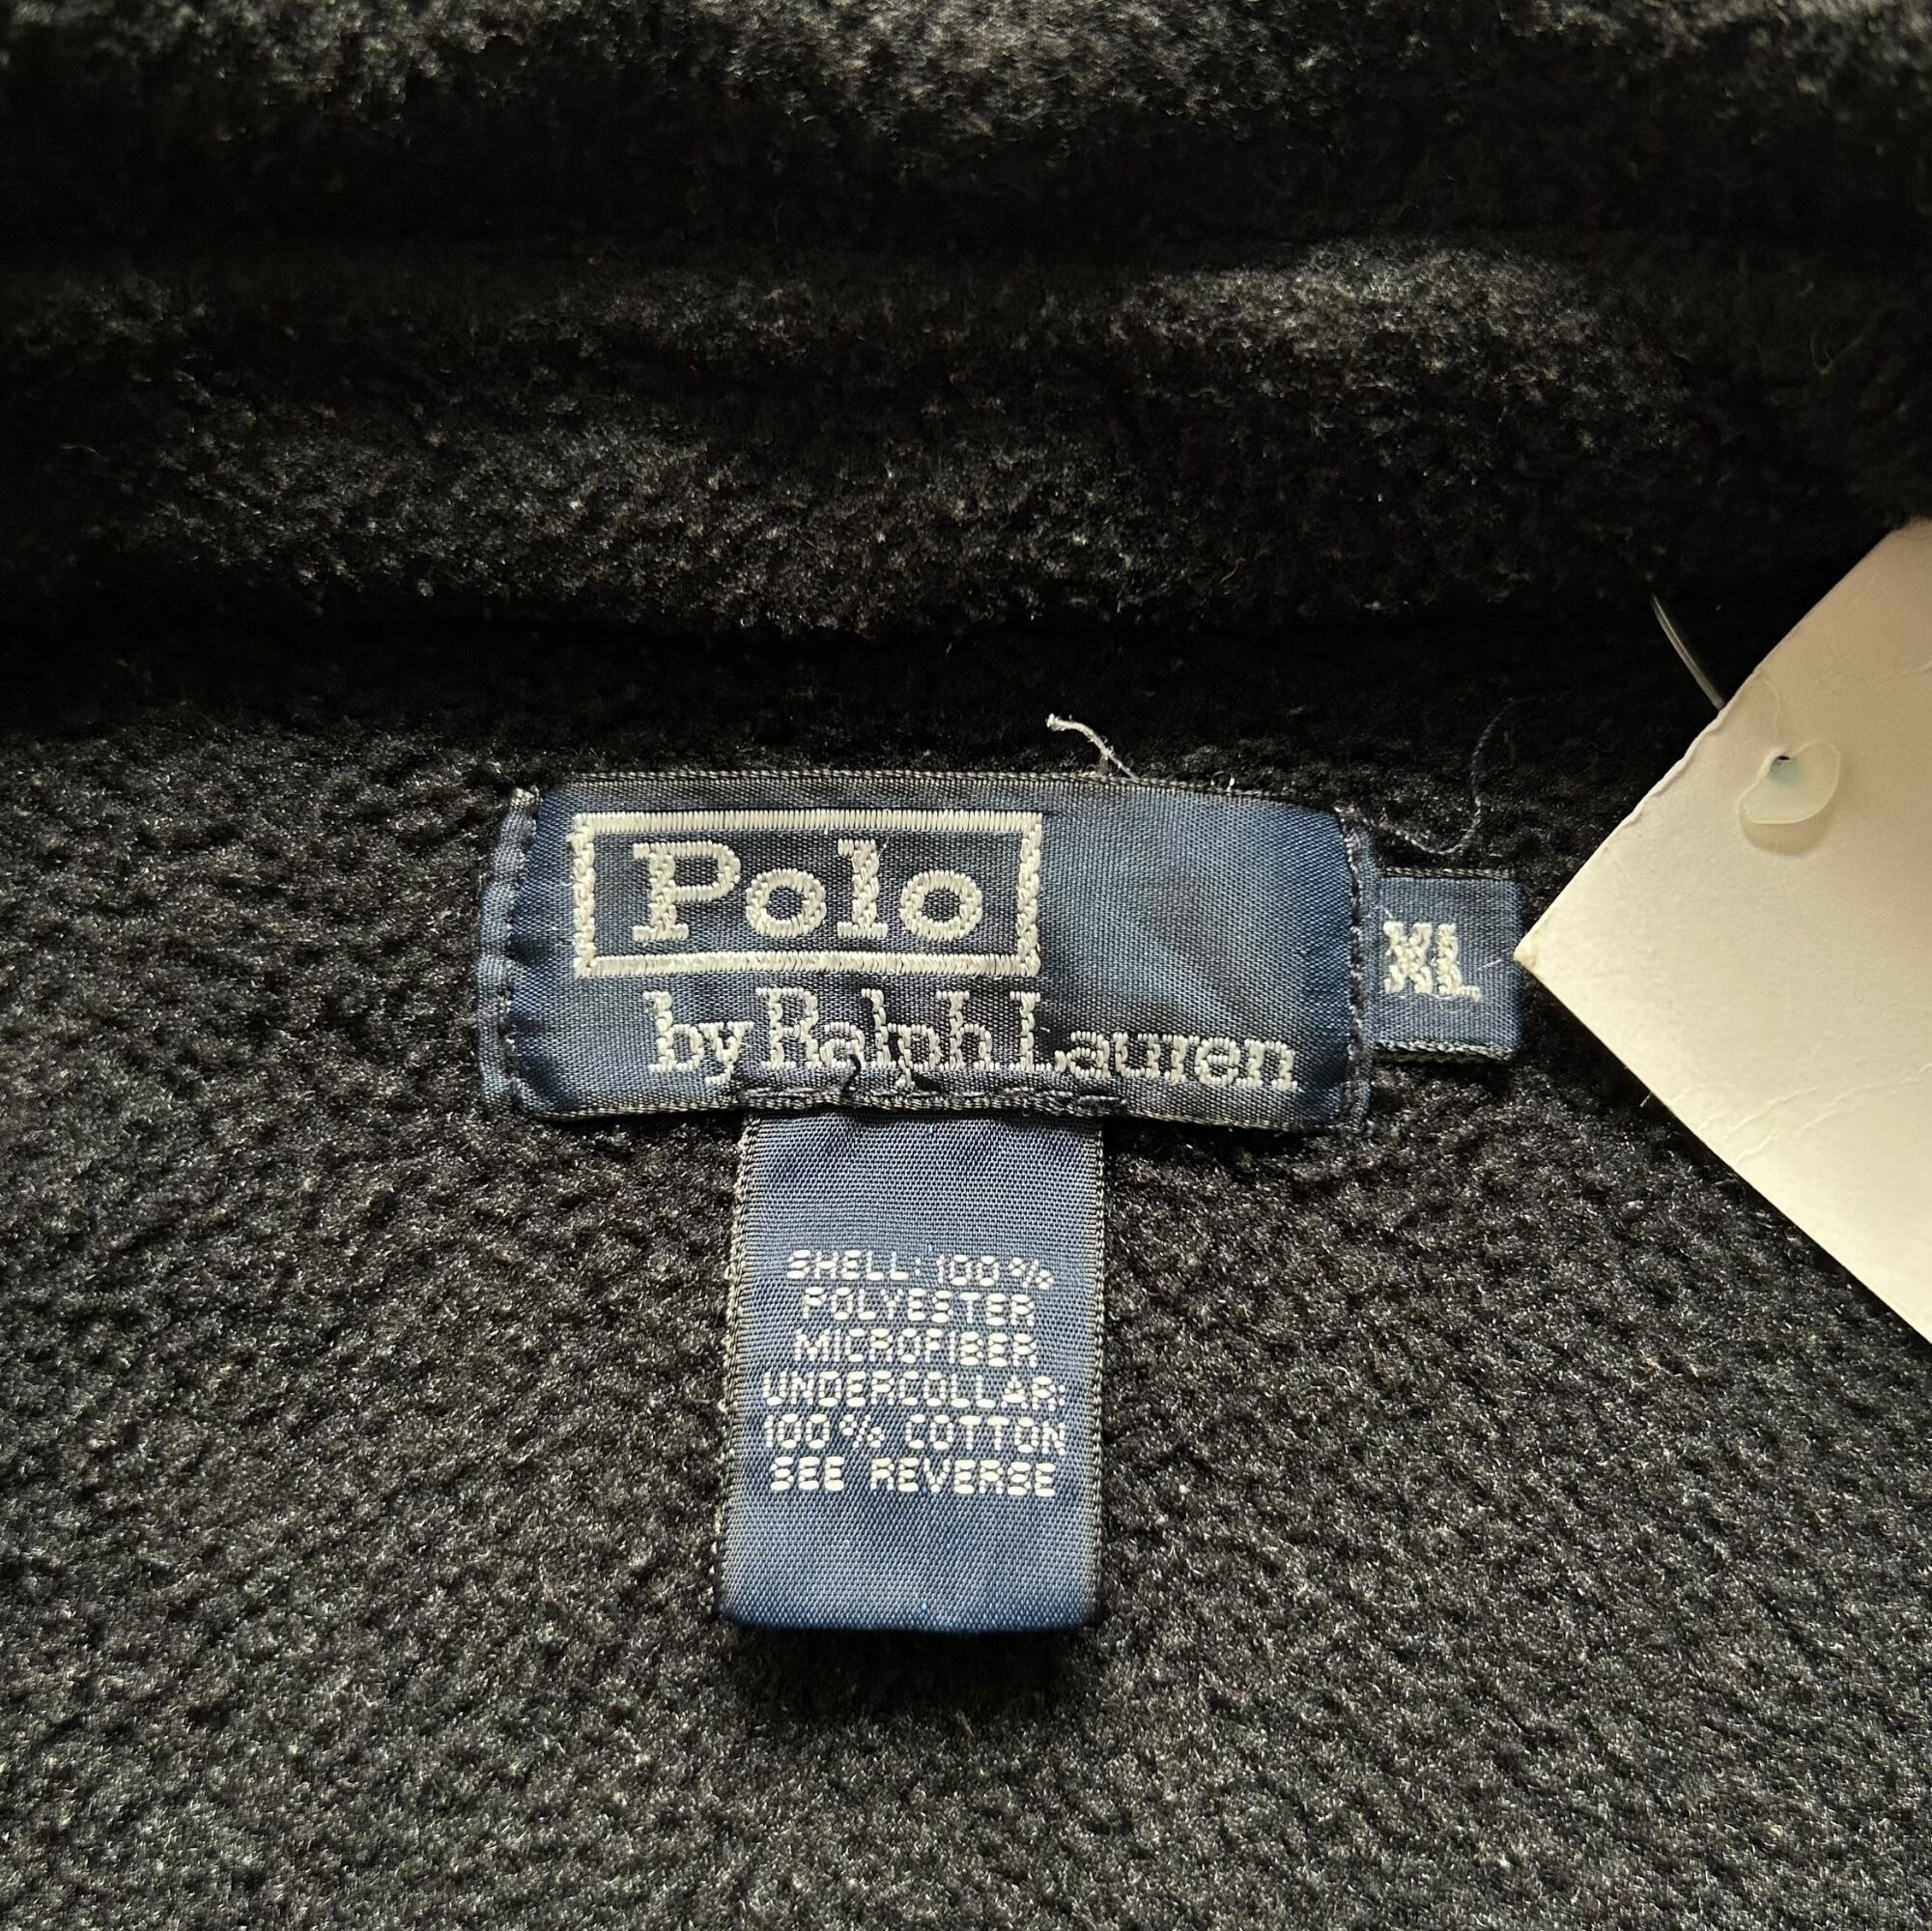 Polo
by Ralph Lauren
XL
SHELL: 100%
POLYESTER
MICROFIBER
UNDERCOLLAR:
100% COTTON
SEE REVERSE